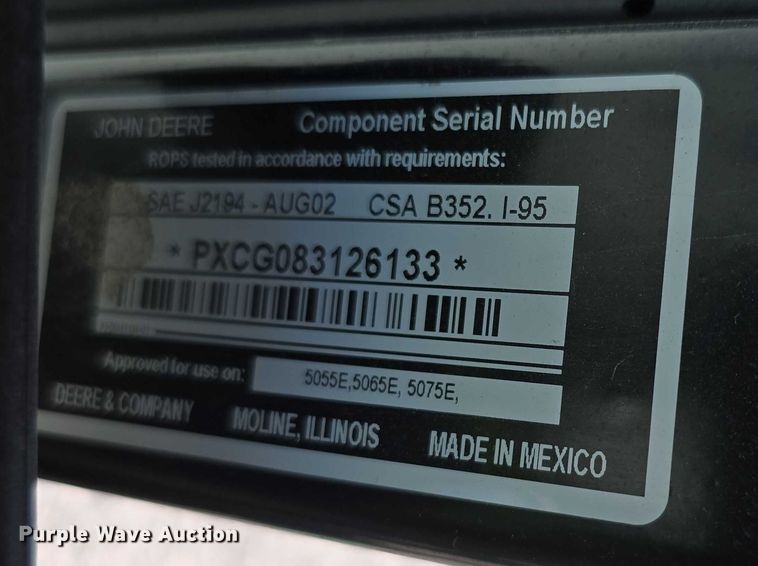 JOHN DEERE Component Serial Number
ROPS tested in accordance with requirements:
SAE J2194 - AUG02 CSA B352. I-95
* PXCG083126133 *
Approved for use on: 5055E,5065E, 5075E,
DEERE & COMPANY MOLINE, ILLINOIS MADE IN MEXICO
Purple Wave Auction